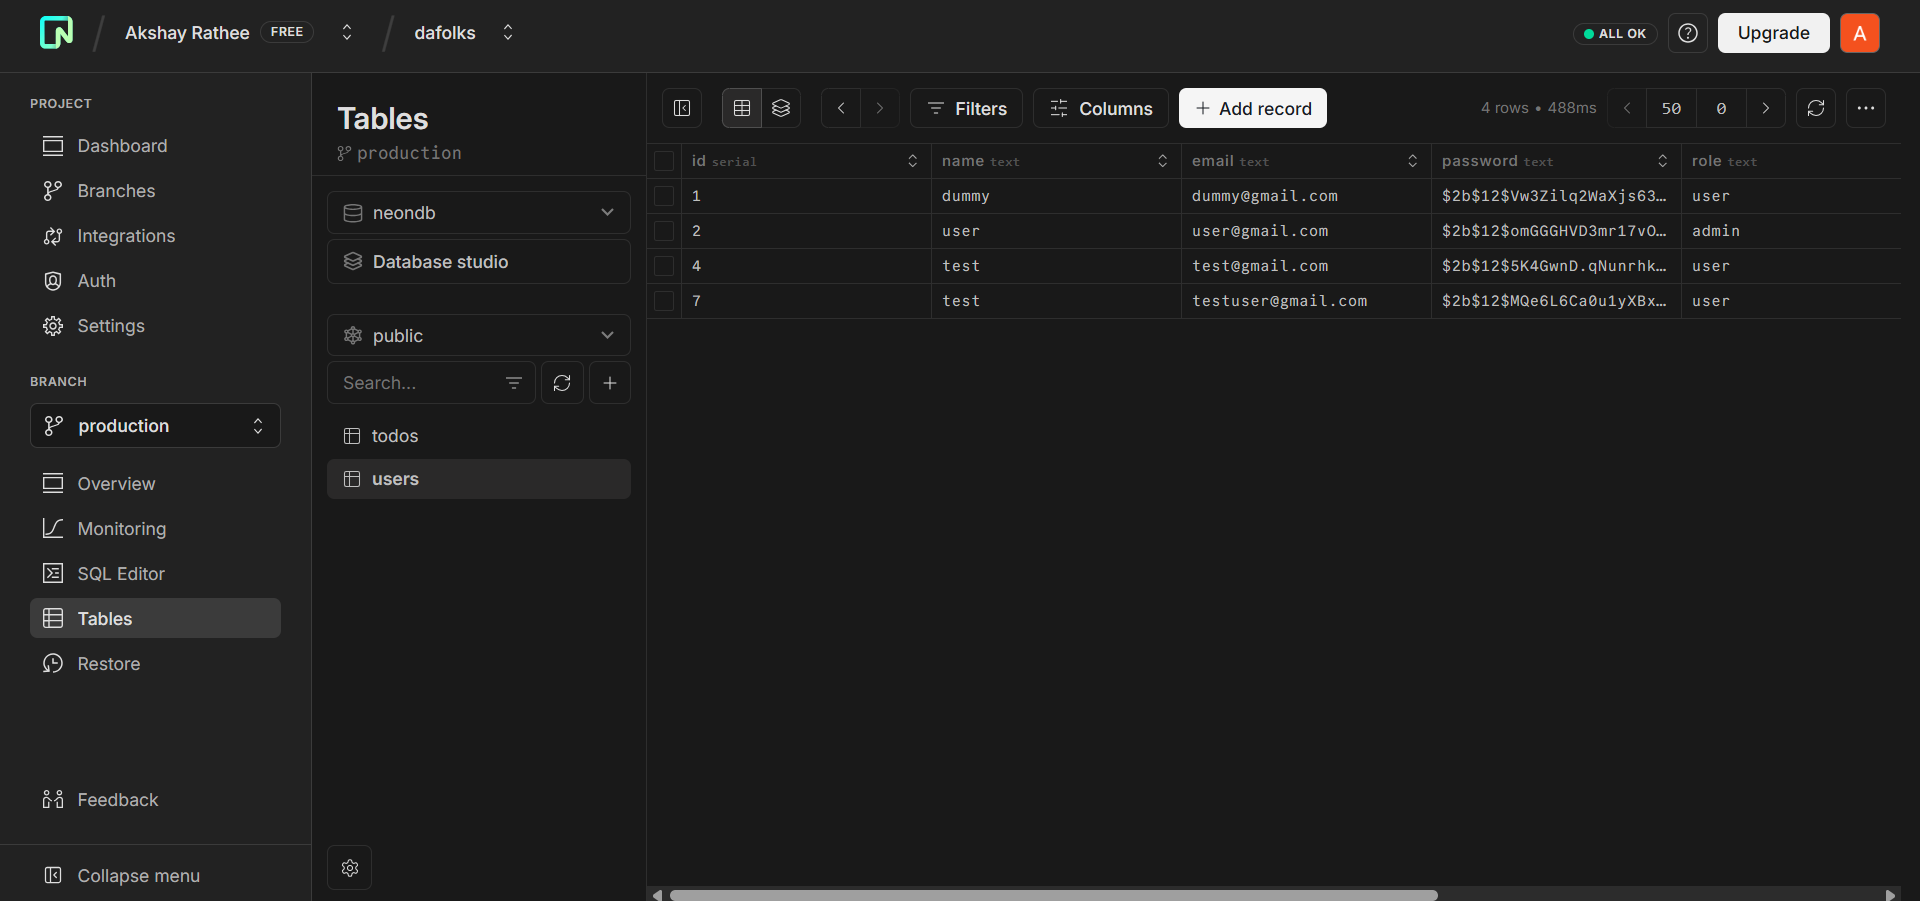 Akshay Rathee FREE dafolks ALL OK Upgrade A
PROJECT
Dashboard
Branches
Integrations
Auth
Settings
BRANCH
production
Overview
Monitoring
SQL Editor
Tables
Restore
Feedback
Collapse menu
Tables
production
neondb
Database studio
public
Search...
todos
users
Filters Columns Add record 4 rows • 488ms 50 0
id serial name text email text password text role text
1 dummy dummy@gmail.com $2b$12$Vw3Zilq2WaXjs63… user
2 user user@gmail.com $2b$12$omGGGHVD3mr17vO… admin
4 test test@gmail.com $2b$12$5K4GwnD.qNunrhk… user
7 test testuser@gmail.com $2b$12$MQe6L6Ca0u1yXBx… user